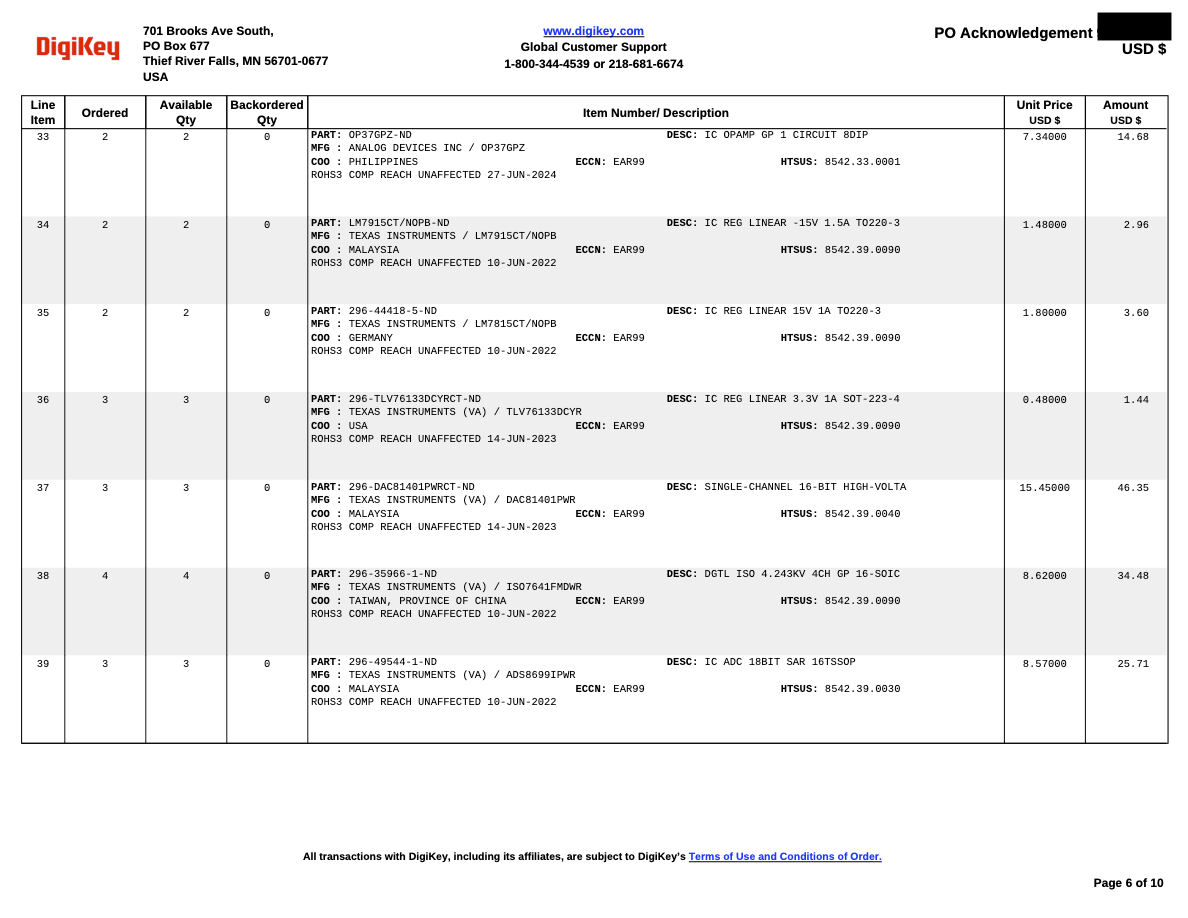 DigiKey
701 Brooks Ave South,
PO Box 677
Thief River Falls, MN 56701-0677
USA
www.digikey.com
Global Customer Support
1-800-344-4539 or 218-681-6674
PO Acknowledgement
USD $
Line Item Ordered Available Qty Backordered Qty Item Number/ Description Unit Price USD $ Amount USD $
33 2 2 0 PART: OP37GPZ-ND DESC: IC OPAMP GP 1 CIRCUIT 8DIP 7.34000 14.68
MFG : ANALOG DEVICES INC / OP37GPZ
COO : PHILIPPINES ECCN: EAR99 HTSUS: 8542.33.0001
ROHS3 COMP REACH UNAFFECTED 27-JUN-2024
34 2 2 0 PART: LM7915CT/NOPB-ND DESC: IC REG LINEAR -15V 1.5A TO220-3 1.48000 2.96
MFG : TEXAS INSTRUMENTS / LM7915CT/NOPB
COO : MALAYSIA ECCN: EAR99 HTSUS: 8542.39.0090
ROHS3 COMP REACH UNAFFECTED 10-JUN-2022
35 2 2 0 PART: 296-44418-5-ND DESC: IC REG LINEAR 15V 1A TO220-3 1.80000 3.60
MFG : TEXAS INSTRUMENTS / LM7815CT/NOPB
COO : GERMANY ECCN: EAR99 HTSUS: 8542.39.0090
ROHS3 COMP REACH UNAFFECTED 10-JUN-2022
36 3 3 0 PART: 296-TLV76133DCYRCT-ND DESC: IC REG LINEAR 3.3V 1A SOT-223-4 0.48000 1.44
MFG : TEXAS INSTRUMENTS (VA) / TLV76133DCYR
COO : USA ECCN: EAR99 HTSUS: 8542.39.0090
ROHS3 COMP REACH UNAFFECTED 14-JUN-2023
37 3 3 0 PART: 296-DAC81401PWRCT-ND DESC: SINGLE-CHANNEL 16-BIT HIGH-VOLTA 15.45000 46.35
MFG : TEXAS INSTRUMENTS (VA) / DAC81401PWR
COO : MALAYSIA ECCN: EAR99 HTSUS: 8542.39.0040
ROHS3 COMP REACH UNAFFECTED 14-JUN-2023
38 4 4 0 PART: 296-35966-1-ND DESC: DGTL ISO 4.243KV 4CH GP 16-SOIC 8.62000 34.48
MFG : TEXAS INSTRUMENTS (VA) / ISO7641FMDWR
COO : TAIWAN, PROVINCE OF CHINA ECCN: EAR99 HTSUS: 8542.39.0090
ROHS3 COMP REACH UNAFFECTED 10-JUN-2022
39 3 3 0 PART: 296-49544-1-ND DESC: IC ADC 18BIT SAR 16TSSOP 8.57000 25.71
MFG : TEXAS INSTRUMENTS (VA) / ADS8699IPWR
COO : MALAYSIA ECCN: EAR99 HTSUS: 8542.39.0030
ROHS3 COMP REACH UNAFFECTED 10-JUN-2022
All transactions with DigiKey, including its affiliates, are subject to DigiKey's Terms of Use and Conditions of Order.
Page 6 of 10